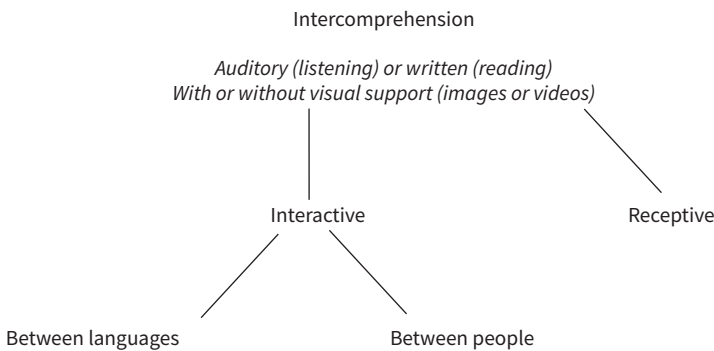 Intercomprehension
Auditory (listening) or written (reading)
With or without visual support (images or videos)
Interactive
Receptive
Between languages
Between people